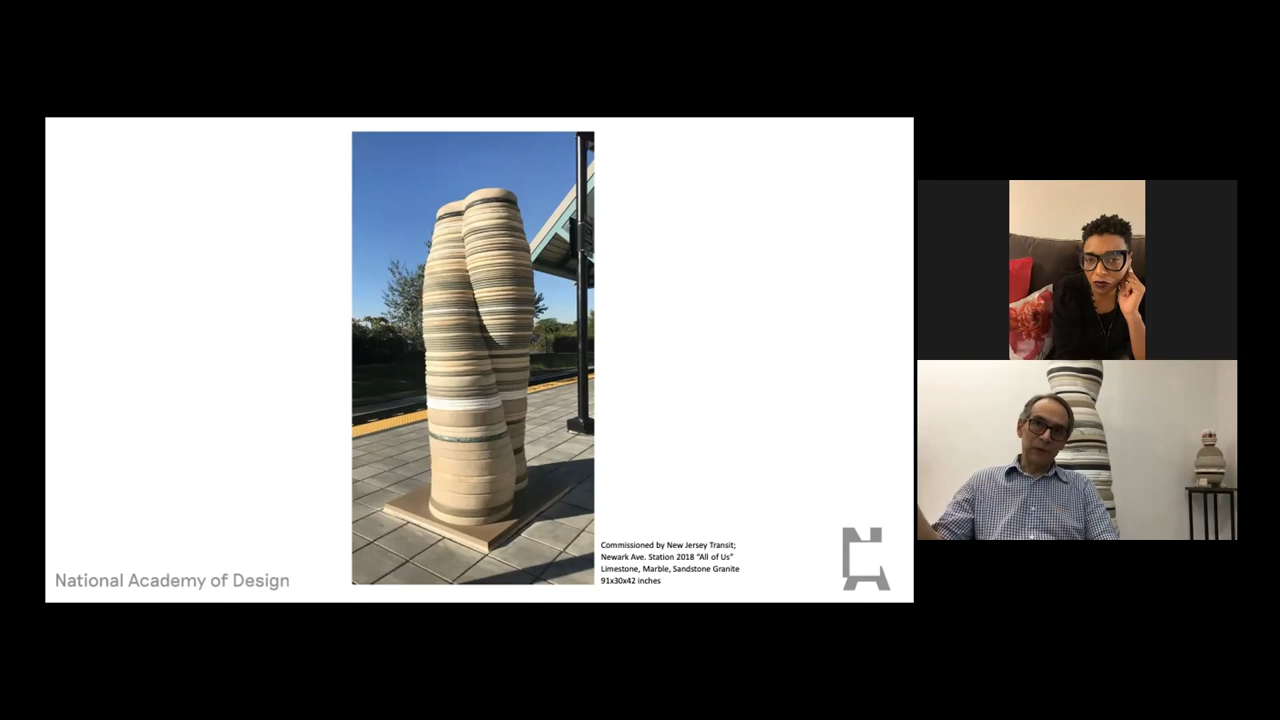 Commissioned by New Jersey Transit;
Newark Ave. Station 2018 “All of Us”
Limestone, Marble, Sandstone Granite
91x30x42 inches
National Academy of Design